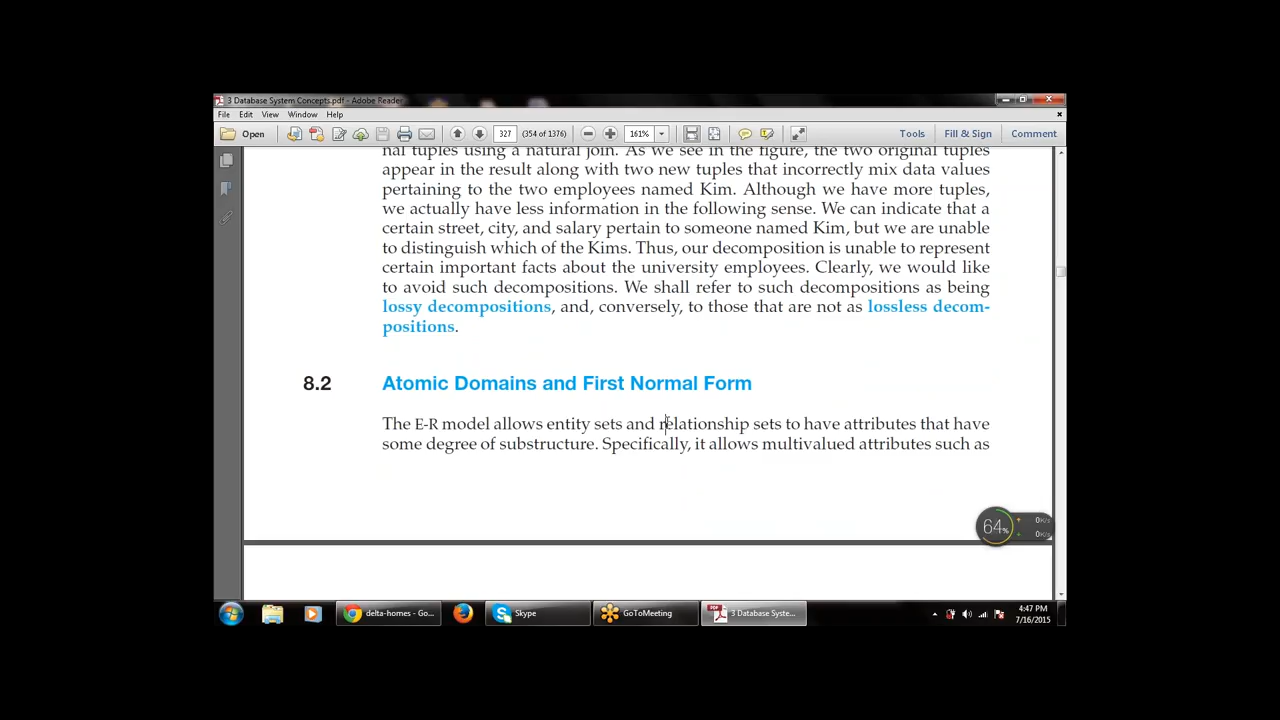 3 Database System Concepts.pdf - Adobe Reader
File Edit View Window Help
Open 327 (354 of 1376) 161% Tools Fill & Sign Comment
nal tuples using a natural join. As we see in the figure, the two original tuples
appear in the result along with two new tuples that incorrectly mix data values
pertaining to the two employees named Kim. Although we have more tuples,
we actually have less information in the following sense. We can indicate that a
certain street, city, and salary pertain to someone named Kim, but we are unable
to distinguish which of the Kims. Thus, our decomposition is unable to represent
certain important facts about the university employees. Clearly, we would like
to avoid such decompositions. We shall refer to such decompositions as being
lossy decompositions, and, conversely, to those that are not as lossless decom-
positions.
8.2 Atomic Domains and First Normal Form
The E-R model allows entity sets and relationship sets to have attributes that have
some degree of substructure. Specifically, it allows multivalued attributes such as
64% + 0K/s
+ 0K/s
delta-homes - Go... Skype GoToMeeting 3 Database Syste... 4:47 PM
7/16/2015